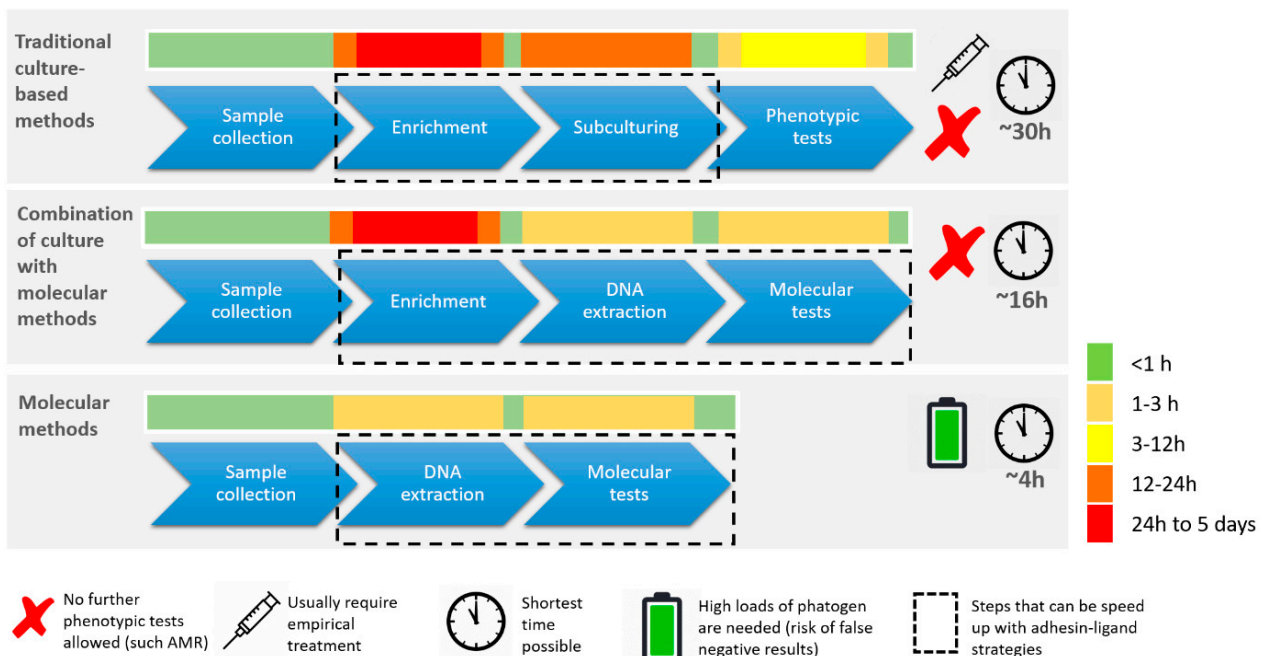 Traditional
culture-
based
methods
Sample
collection
Enrichment
Subculturing
Phenotypic
tests
~30h
Combination
of culture
with
molecular
methods
Sample
collection
Enrichment
DNA
extraction
Molecular
tests
~16h
Molecular
methods
Sample
collection
DNA
extraction
Molecular
tests
~4h
<1 h
1-3 h
3-12h
12-24h
24h to 5 days
No further
phenotypic tests
allowed (such AMR)
Usually require
empirical
treatment
Shortest
time
possible
High loads of phatogen
are needed (risk of false
negative results)
Steps that can be speed
up with adhesin-ligand
strategies